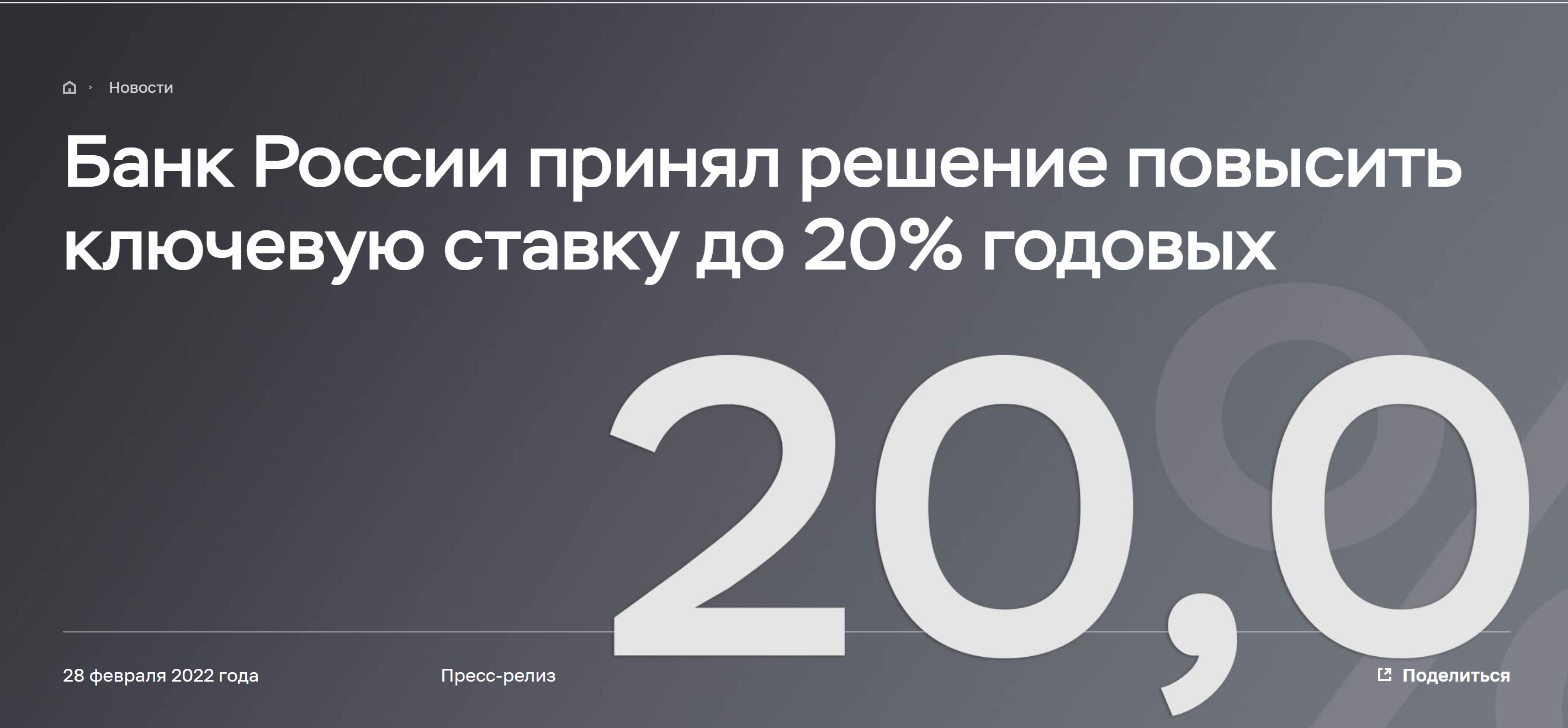 Новости
Банк России принял решение повысить
ключевую ставку до 20% годовых
20,0
%
28 февраля 2022 года
Пресс-релиз
Поделиться